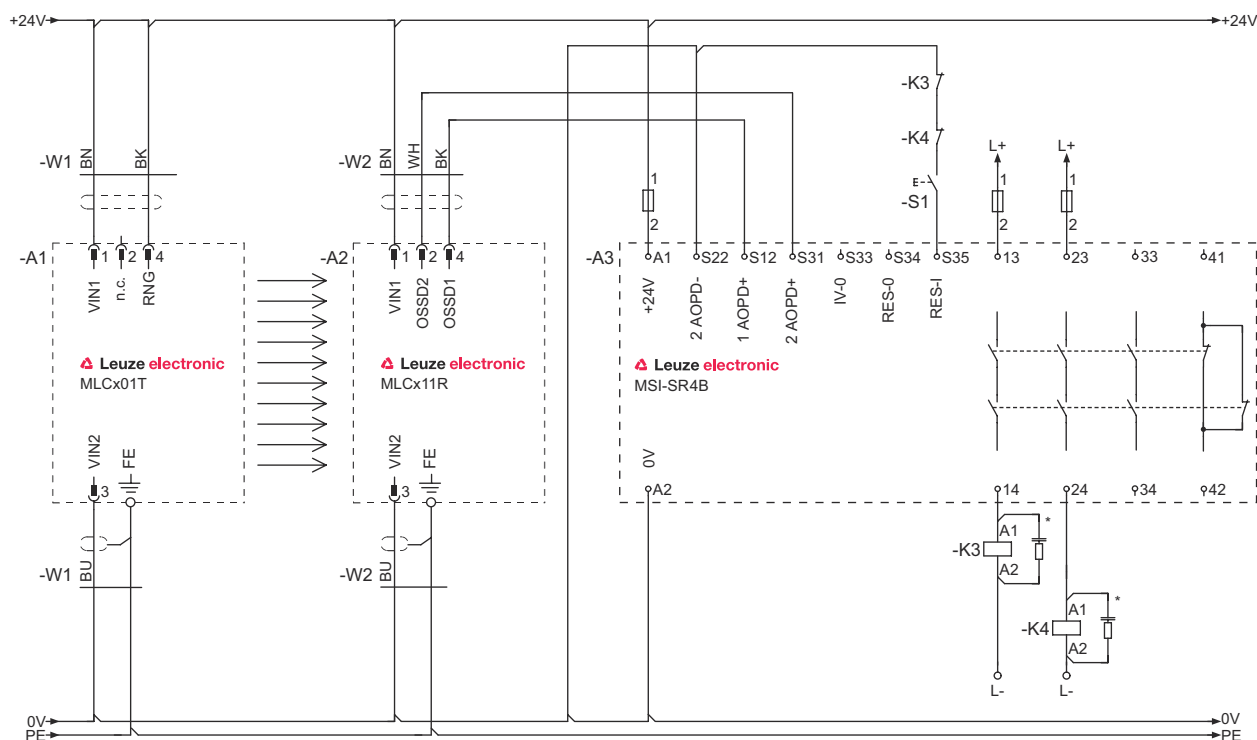 +24V +24V
-K3
-K4
-S1
E
L+ L+
-W1 BN BK
-W2 BN WH BK
1 2
1 2
1 2
-A1 1 2 4
VIN1 n.c. RNG
Leuze electronic
MLCx01T
VIN2 FE
3
-W1 BU
-A2 1 2 4
VIN1 OSSD2 OSSD1
Leuze electronic
MLCx11R
VIN2 FE
3
-W2 BU
-A3 A1 S22 S12 S31 S33 S34 S35 13 23 33 41
+24V 2 AOPD- 1 AOPD+ 2 AOPD+ IV-0 RES-0 RES-I
Leuze electronic
MSI-SR4B
0V
A2 14 24 34 42
-K3 A1 *
A2
-K4 A1 *
A2
L- L-
0V 0V
PE PE